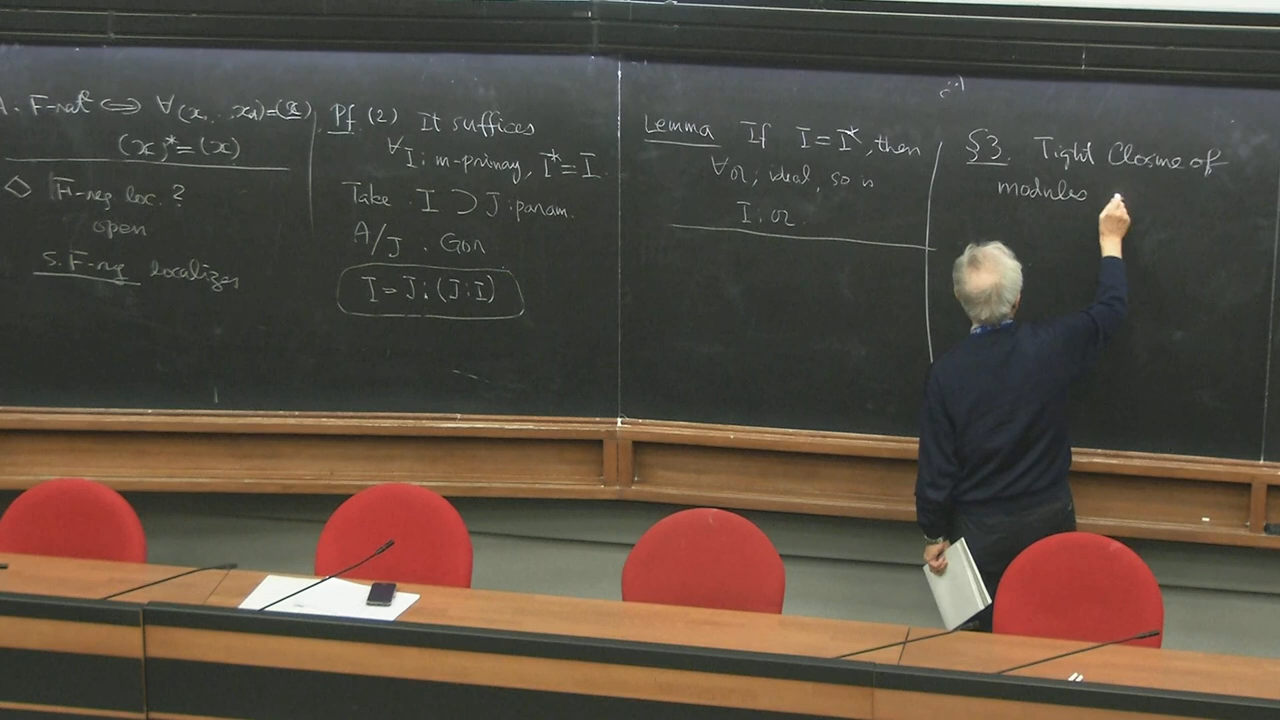 A. F-rat ⟺ ∀(x₁...x_d)=(x)
(x)*=(x)
◇ F-reg loc.?
open
S.F-reg localizes
Pf (2) It suffices
∀I: m-primary, I*=I.
Take I ⊃ J: param.
A/J. Gor
I=J:(J:I)
Lemma If I=I*, then
∀𝔞, ideal, so is
I:𝔞.
§3. Tight Closure of
modules